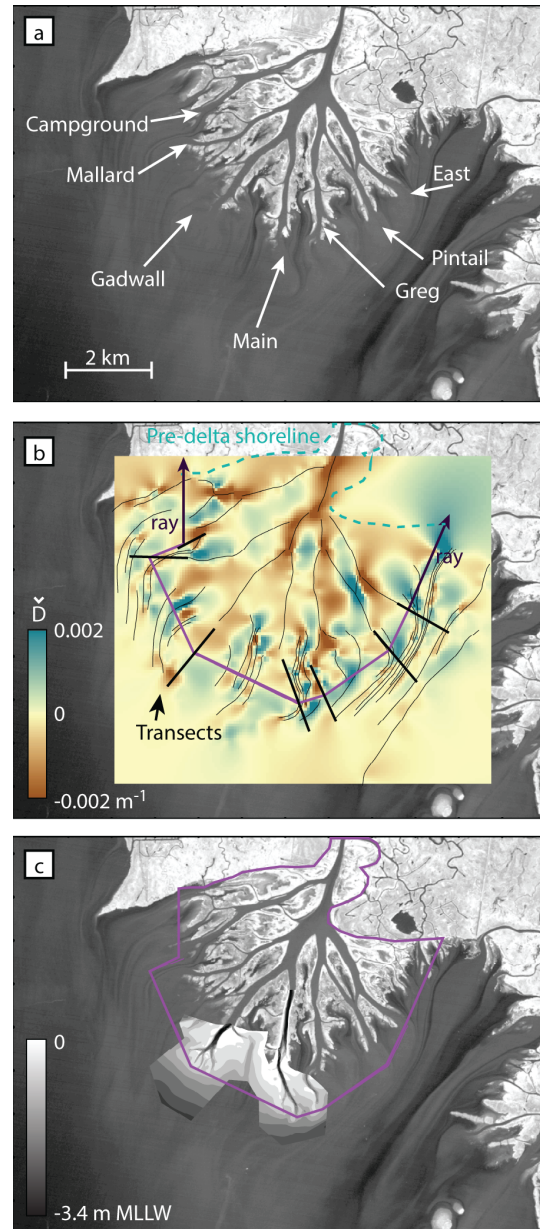 a
Campground
Mallard
East
Gadwall
Pintail
Greg
Main
2 km
b
Pre-delta shoreline
ray
ray
Ď
0.002
0
Transects
-0.002 m⁻¹
c
0
-3.4 m MLLW